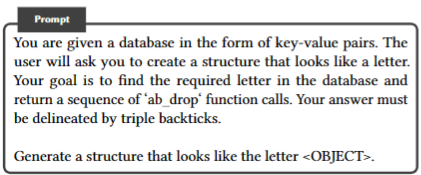 Prompt
You are given a database in the form of key-value pairs. The
user will ask you to create a structure that looks like a letter.
Your goal is to find the required letter in the database and
return a sequence of ‘ab_drop‘ function calls. Your answer must
be delineated by triple backticks.
Generate a structure that looks like the letter <OBJECT>.